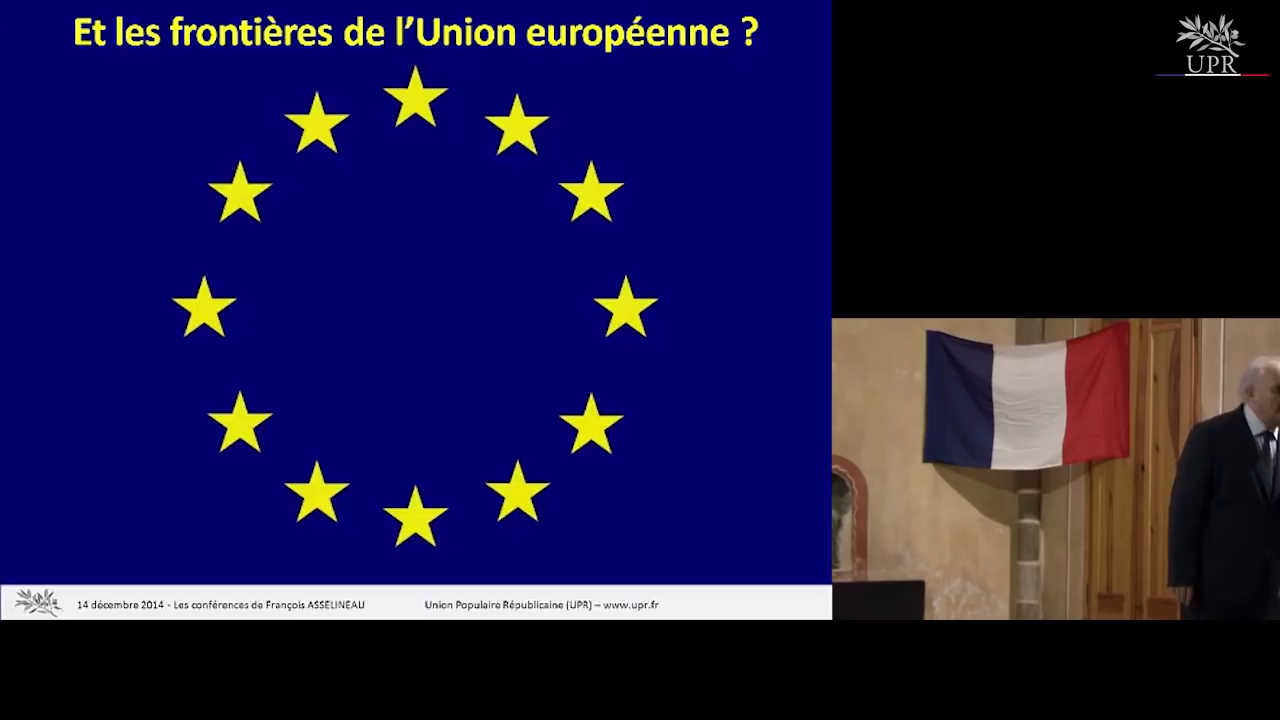 Et les frontières de l'Union européenne ?
UPR
14 décembre 2014 - Les conférences de François ASSELINEAU
Union Populaire Républicaine (UPR) – www.upr.fr